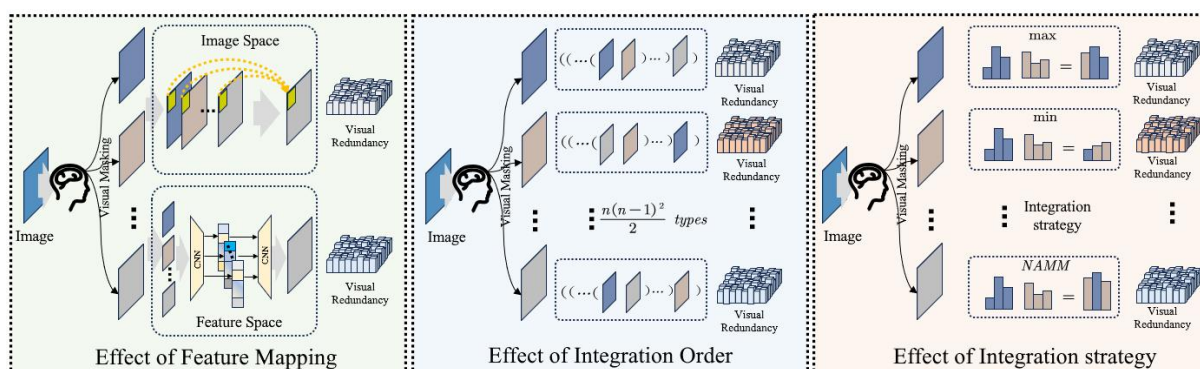 Image Space
...
Visual
Redundancy
Visual Masking
Image
CNN
CNN
Visual
Redundancy
Feature Space
Effect of Feature Mapping
((...( )...))
Visual
Redundancy
((...( )...))
Visual
Redundancy
Visual Masking
Image
n(n-1)²
2
types
((...( )...))
Visual
Redundancy
Effect of Integration Order
max
=
Visual
Redundancy
min
=
Visual
Redundancy
Visual Masking
Image
Integration
strategy
NAMM
=
Visual
Redundancy
Effect of Integration strategy